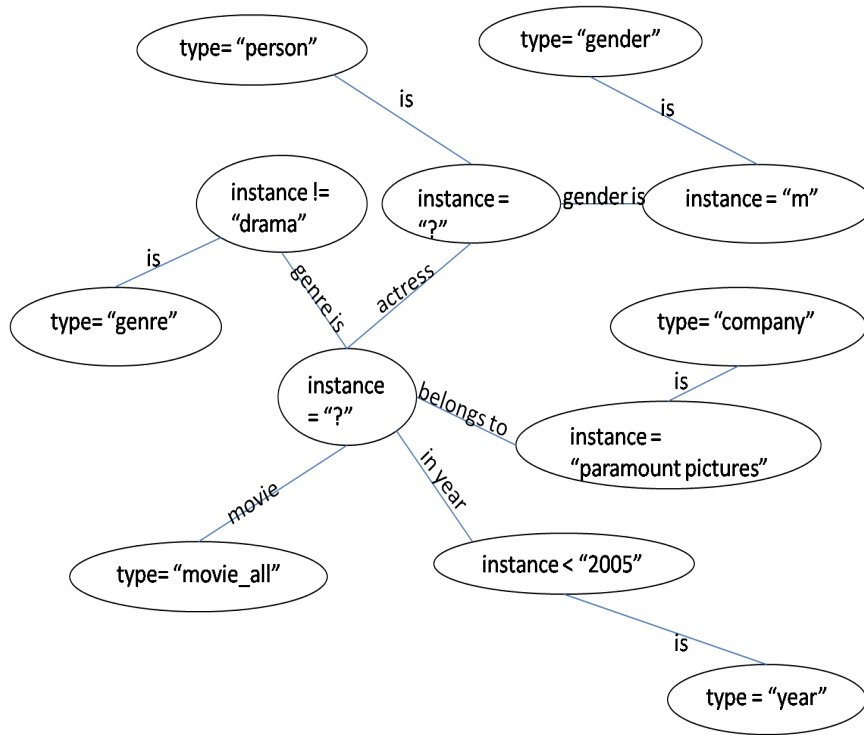 type= “person”
type= “gender”
is
is
instance !=
“drama”
instance =
“?”
gender is
instance = “m”
is
genre is
actress
type= “genre”
type= “company”
is
instance
= “?”
belongs to
instance =
“paramount pictures”
movie
in year
type= “movie_all”
instance < “2005”
is
type = “year”